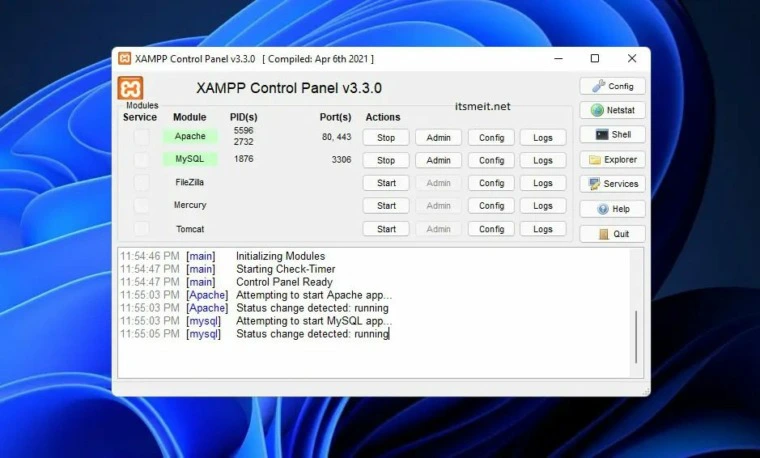 XAMPP Control Panel v3.3.0 [ Compiled: Apr 6th 2021 ]
XAMPP Control Panel v3.3.0
itsmeit.net
Config
Modules
Service Module PID(s) Port(s) Actions
Netstat
Apache 5596 2732 80, 443 Stop Admin Config Logs
Shell
MySQL 1876 3306 Stop Admin Config Logs
Explorer
FileZilla Start Admin Config Logs
Services
Mercury Start Admin Config Logs
Help
Tomcat Start Admin Config Logs
Quit
11:54:46 PM [main] Initializing Modules
11:54:47 PM [main] Starting Check-Timer
11:54:47 PM [main] Control Panel Ready
11:55:03 PM [Apache] Attempting to start Apache app...
11:55:03 PM [Apache] Status change detected: running
11:55:03 PM [mysql] Attempting to start MySQL app...
11:55:05 PM [mysql] Status change detected: running